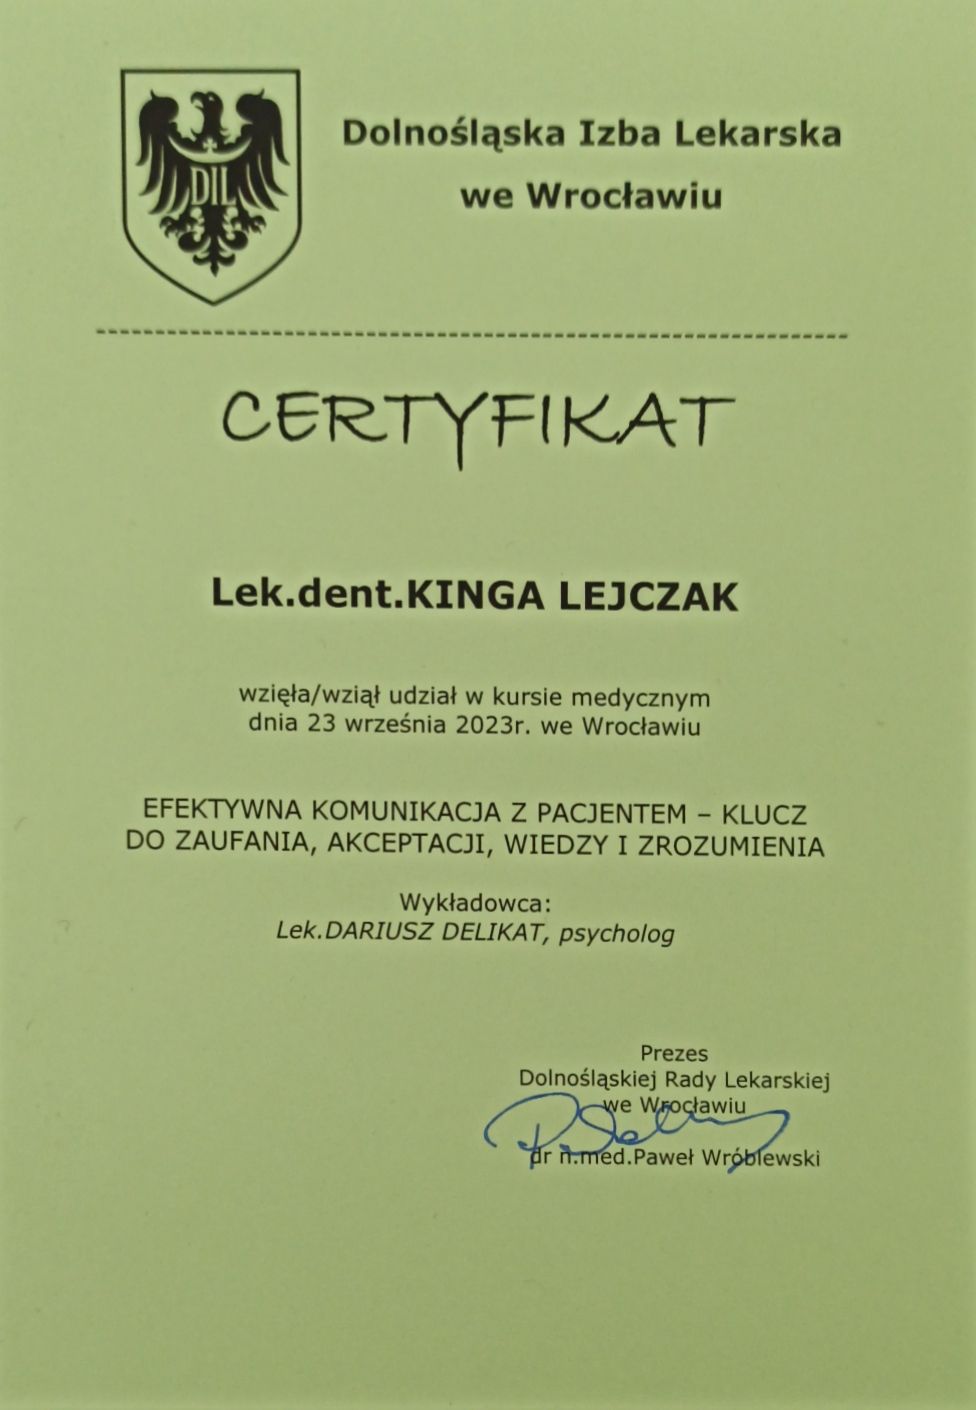 DIL
Dolnośląska Izba Lekarska
we Wrocławiu
CERTYFIKAT
Lek.dent.KINGA LEJCZAK
wzięła/wziął udział w kursie medycznym
dnia 23 września 2023r. we Wrocławiu
EFEKTYWNA KOMUNIKACJA Z PACJENTEM – KLUCZ
DO ZAUFANIA, AKCEPTACJI, WIEDZY I ZROZUMIENIA
Wykładowca:
Lek.DARIUSZ DELIKAT, psycholog
Prezes
Dolnośląskiej Rady Lekarskiej
we Wrocławiu
dr n.med.Paweł Wróblewski